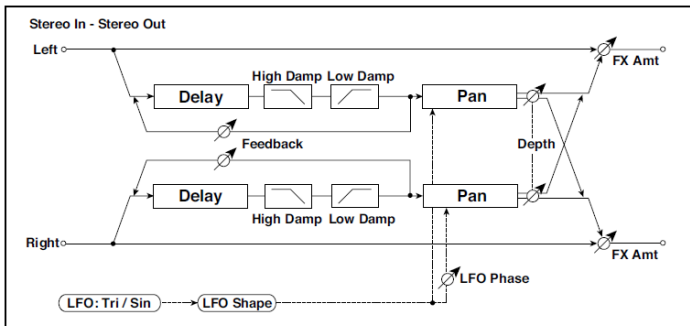 Stereo In - Stereo Out
Left
FX Amt
High Damp Low Damp
Delay
Pan
Feedback
Depth
Delay
Pan
High Damp Low Damp
Right
FX Amt
LFO Phase
LFO: Tri / Sin
LFO Shape